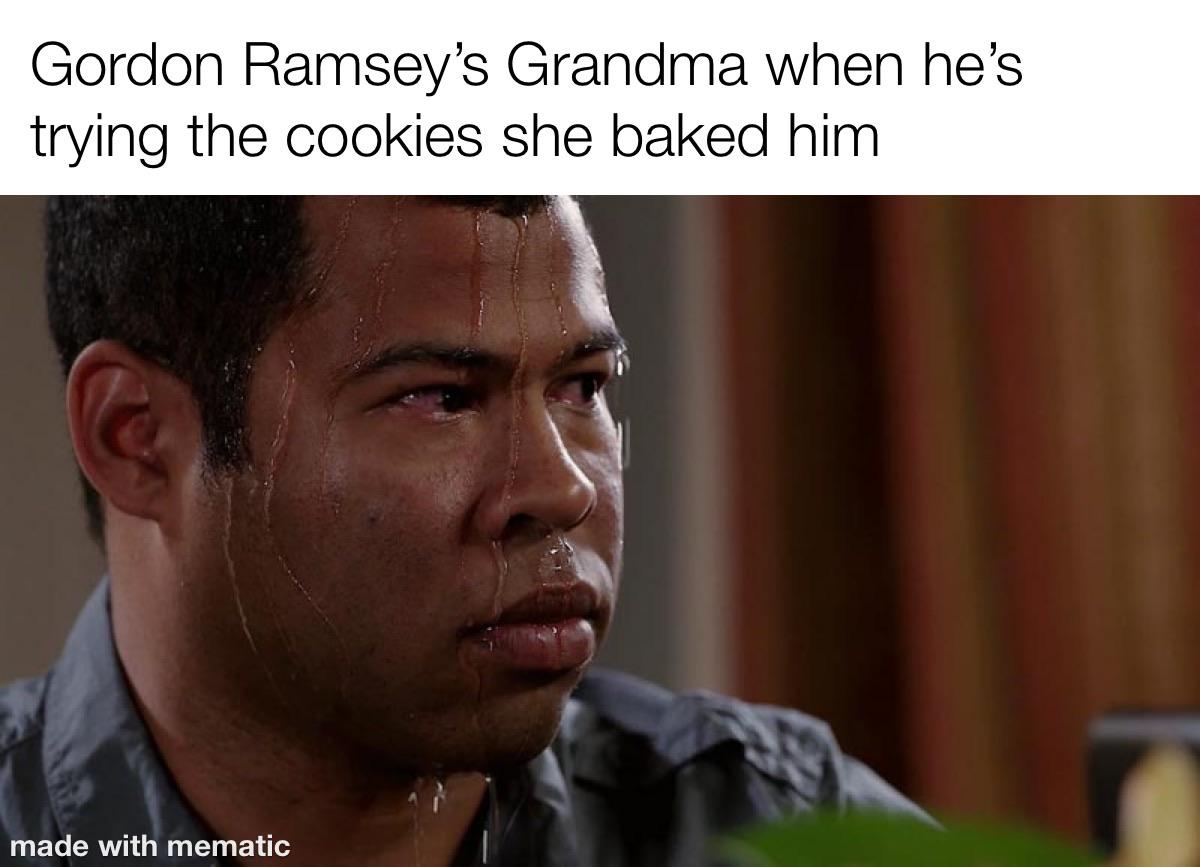 Gordon Ramsey’s Grandma when he’s
trying the cookies she baked him
made with mematic